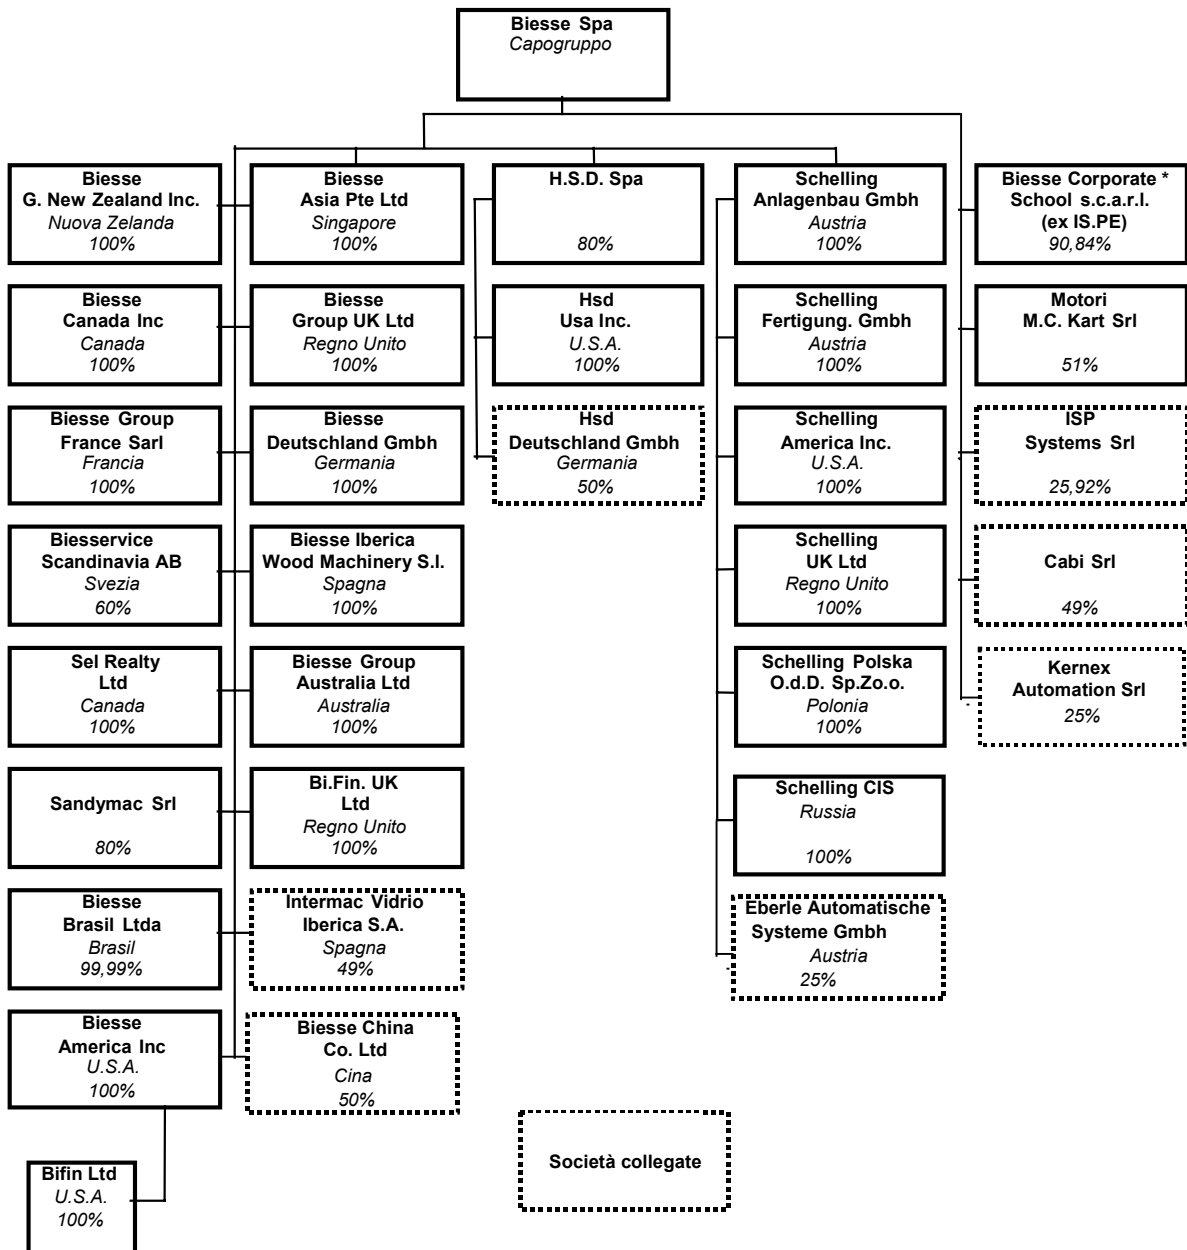 Biesse Spa
Capogruppo
Biesse
G. New Zealand Inc.
Nuova Zelanda
100%
Biesse
Asia Pte Ltd
Singapore
100%
H.S.D. Spa
80%
Schelling
Anlagenbau Gmbh
Austria
100%
Biesse Corporate *
School s.c.a.r.l.
(ex IS.PE)
90,84%
Biesse
Canada Inc
Canada
100%
Biesse
Group UK Ltd
Regno Unito
100%
Hsd
Usa Inc.
U.S.A.
100%
Schelling
Fertigung. Gmbh
Austria
100%
Motori
M.C. Kart Srl
51%
Biesse Group
France Sarl
Francia
100%
Biesse
Deutschland Gmbh
Germania
100%
Hsd
Deutschland Gmbh
Germania
50%
Schelling
America Inc.
U.S.A.
100%
ISP
Systems Srl
25,92%
Biesservice
Scandinavia AB
Svezia
60%
Biesse Iberica
Wood Machinery S.l.
Spagna
100%
Schelling
UK Ltd
Regno Unito
100%
Cabi Srl
49%
Sel Realty
Ltd
Canada
100%
Biesse Group
Australia Ltd
Australia
100%
Schelling Polska
O.d.D. Sp.Zo.o.
Polonia
100%
Kernex
Automation Srl
25%
Sandymac Srl
80%
Bi.Fin. UK
Ltd
Regno Unito
100%
Schelling CIS
Russia
100%
Biesse
Brasil Ltda
Brasil
99,99%
Intermac Vidrio
Iberica S.A.
Spagna
49%
Eberle Automatische
Systeme Gmbh
Austria
25%
Biesse
America Inc
U.S.A.
100%
Biesse China
Co. Ltd
Cina
50%
Bifin Ltd
U.S.A.
100%
Società collegate